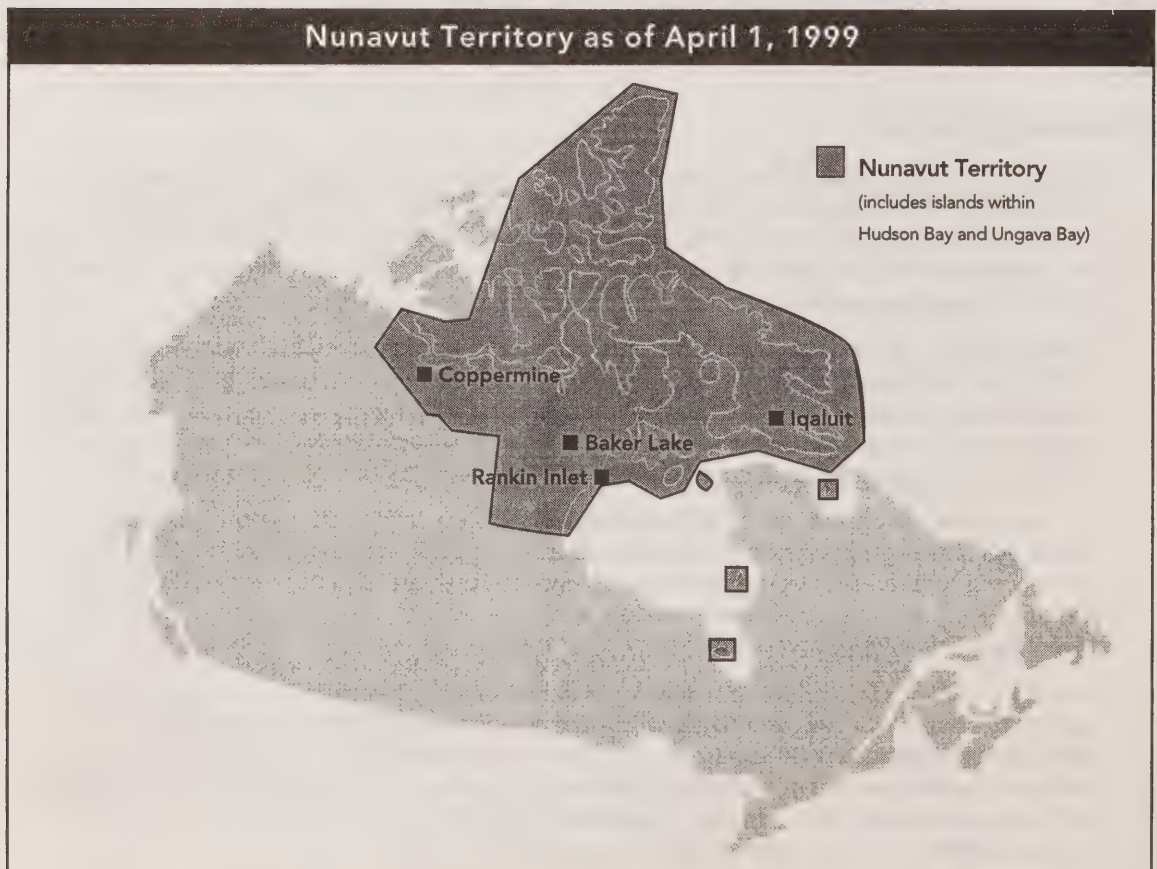 Nunavut Territory as of April 1, 1999
Nunavut Territory
(includes islands within
Hudson Bay and Ungava Bay)
Coppermine
Iqaluit
Baker Lake
Rankin Inlet